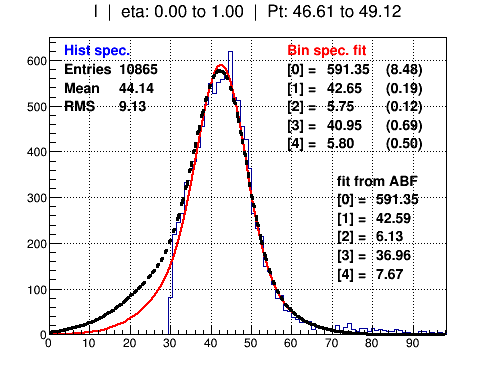 I | eta: 0.00 to 1.00 | Pt: 46.61 to 49.12
Hist spec.
Entries 10865
Mean 44.14
RMS 9.13
Bin spec. fit
[0] = 591.35 (8.48)
[1] = 42.65 (0.19)
[2] = 5.75 (0.12)
[3] = 40.95 (0.69)
[4] = 5.80 (0.50)
fit from ABF
[0] = 591.35
[1] = 42.59
[2] = 6.13
[3] = 36.96
[4] = 7.67
600
500
400
300
200
100
0
0 10 20 30 40 50 60 70 80 90